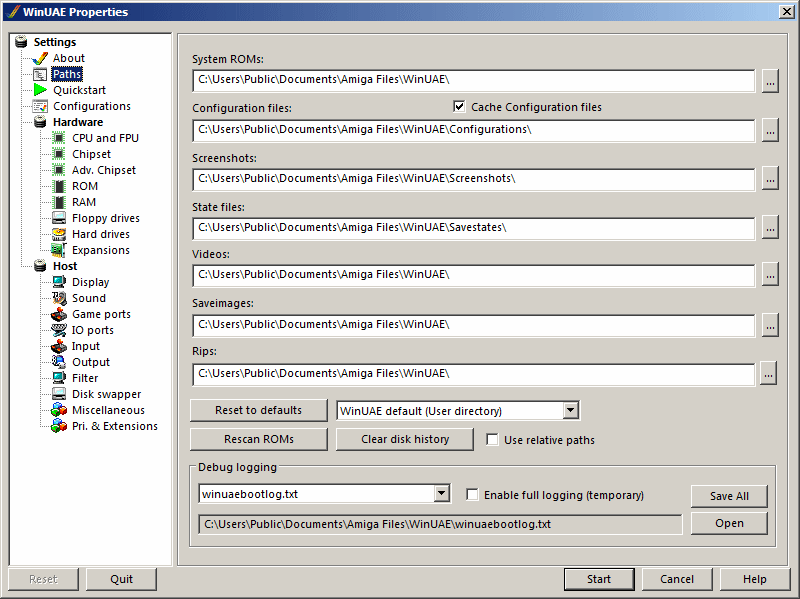 WinUAE Properties
Settings
About
Paths
Quickstart
Configurations
Hardware
CPU and FPU
Chipset
Adv. Chipset
ROM
RAM
Floppy drives
Hard drives
Expansions
Host
Display
Sound
Game ports
IO ports
Input
Output
Filter
Disk swapper
Miscellaneous
Pri. & Extensions
System ROMs:
C:\Users\Public\Documents\Amiga Files\WinUAE\
...
Configuration files:
Cache Configuration files
C:\Users\Public\Documents\Amiga Files\WinUAE\Configurations\
...
Screenshots:
C:\Users\Public\Documents\Amiga Files\WinUAE\Screenshots\
...
State files:
C:\Users\Public\Documents\Amiga Files\WinUAE\Savestates\
...
Videos:
C:\Users\Public\Documents\Amiga Files\WinUAE\
...
Saveimages:
C:\Users\Public\Documents\Amiga Files\WinUAE\
...
Rips:
C:\Users\Public\Documents\Amiga Files\WinUAE\
...
Reset to defaults
WinUAE default (User directory)
Rescan ROMs
Clear disk history
Use relative paths
Debug logging
winuaebootlog.txt
Enable full logging (temporary)
Save All
C:\Users\Public\Documents\Amiga Files\WinUAE\winuaebootlog.txt
Open
Reset
Quit
Start
Cancel
Help